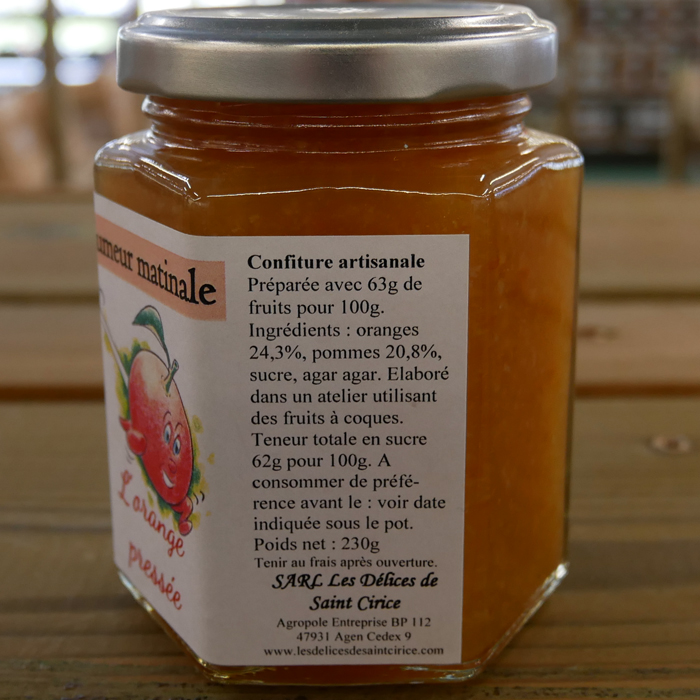 matinale
L'orange
pressée
Confiture artisanale
Préparée avec 63g de
fruits pour 100g.
Ingrédients : oranges
24,3%, pommes 20,8%,
sucre, agar agar. Elaboré
dans un atelier utilisant
des fruits à coques.
Teneur totale en sucre
62g pour 100g. A
consommer de préfé-
rence avant le : voir date
indiquée sous le pot.
Poids net : 230g
Tenir au frais après ouverture.
SARL Les Délices de
Saint Cirice
Agropole Entreprise BP 112
47931 Agen Cedex 9
www.lesdelicesdesaintcirice.com